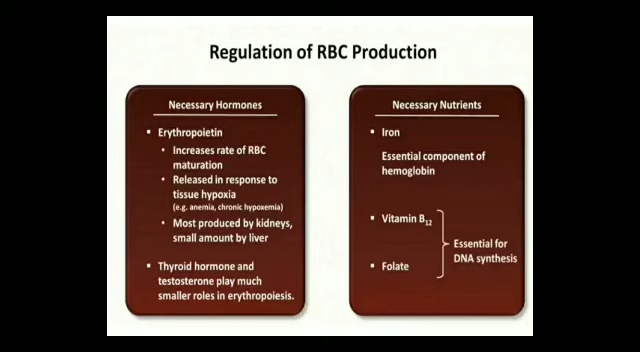 Regulation of RBC Production
Necessary Hormones
▪ Erythropoietin
• Increases rate of RBC
maturation
• Released in response to
tissue hypoxia
(e.g. anemia, chronic hypoxemia)
• Most produced by kidneys,
small amount by liver
▪ Thyroid hormone and
testosterone play much
smaller roles in erythropoiesis.
Necessary Nutrients
▪ Iron
Essential component of
hemoglobin
▪ Vitamin B12
▪ Folate
Essential for
DNA synthesis